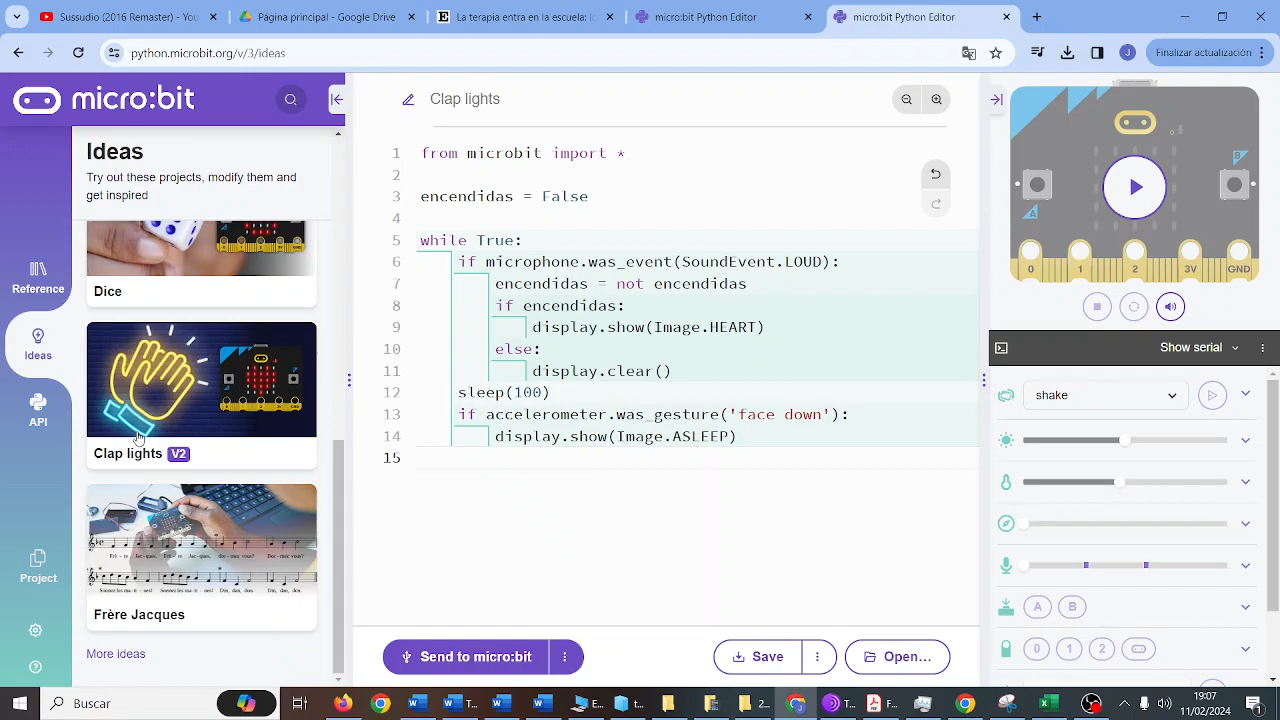 Sissudo (2010 Remaster) - You
Página principal - Google Drive
La terapia entra en la escuela: lo
micro:bit Python Editor
micro:bit Python Editor
python.microbit.org/v/3/ideas
J
Finalizar actualización
micro:bit
Clap lights
Ideas
Try out these projects, modify them and
get inspired
Reference
Ideas
API
Project
Dice
Clap lights V2
Frère Jacques
More ideas
1 from microbit import *
2
3 encendidas = False
4
5 while True:
6 if microphone.was_event(SoundEvent.LOUD):
7 encendidas = not encendidas
8 if encendidas:
9 display.show(Image.HEART)
10 else:
11 display.clear()
12 sleep(100)
13 if accelerometer.was_gesture('face down'):
14 display.show(Image.ASLEEP)
15
Send to micro:bit
Save
Open...
A
B
0 1 2 3V GND
Show serial
shake
A B
0 1 2
Buscar
19:07
11/02/2024